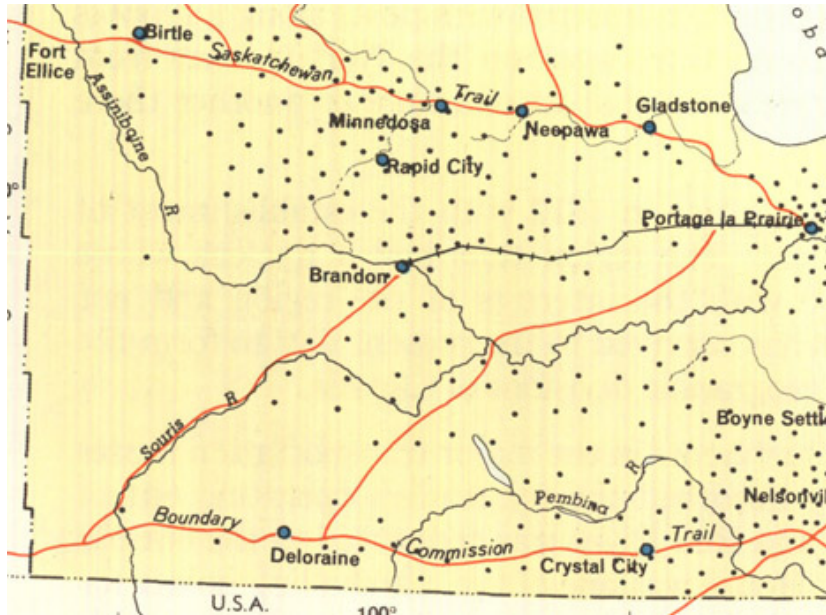 Birtle
Fort
Ellice
Saskatchewan
Trail
Assiniboine
R
Minnedosa
Neepawa
Gladstone
oba
Rapid City
Portage la Prairie
Brandon
Souris
R
Boyne Settl
Pembina
R
Nelsonvil
Boundary
Commission
Trail
Deloraine
Crystal City
U.S.A.
100°